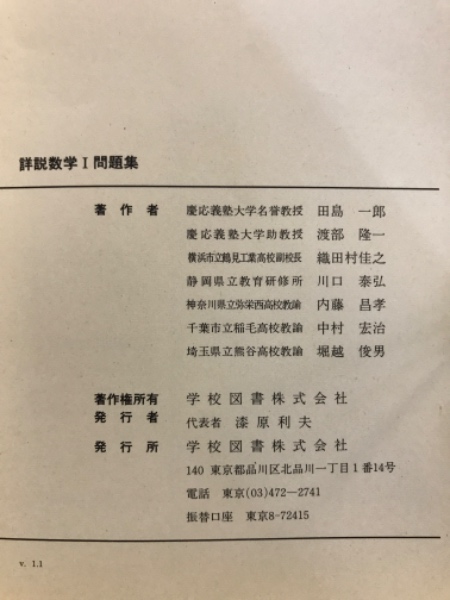 詳説数学Ⅰ問題集
著作者 慶応義塾大学名誉教授 田島 一郎
慶応義塾大学助教授 渡部 隆一
横浜市立鶴見工業高校副校長 織田村佳之
静岡県立教育研修所 川口 泰弘
神奈川県立弥栄西高校教諭 内藤 昌孝
千葉市立稲毛高校教諭 中村 宏治
埼玉県立熊谷高校教諭 堀越 俊男
著作権所有 学校図書株式会社
発行者 代表者 漆原利夫
発行所 学校図書株式会社
140 東京都品川区北品川一丁目1番14号
電話 東京(03)472―2741
振替口座 東京8-72415
v. 1.1